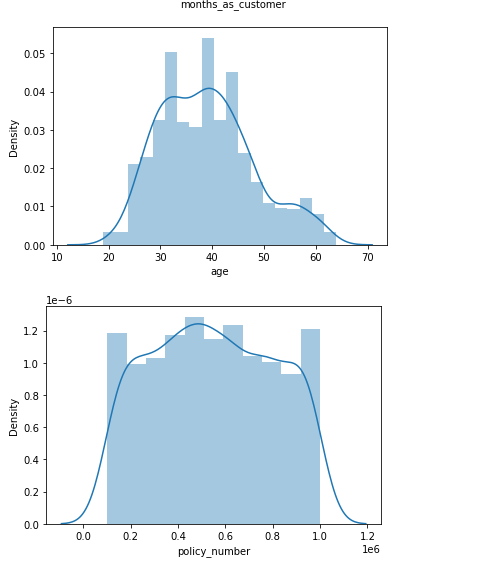 months_as_customer
0.05
0.04
0.03
0.02
0.01
0.00
Density
10 20 30 40 50 60 70
age
1e−6
1.2
1.0
0.8
0.6
0.4
0.2
0.0
Density
0.0 0.2 0.4 0.6 0.8 1.0 1.2
policy_number
1e6